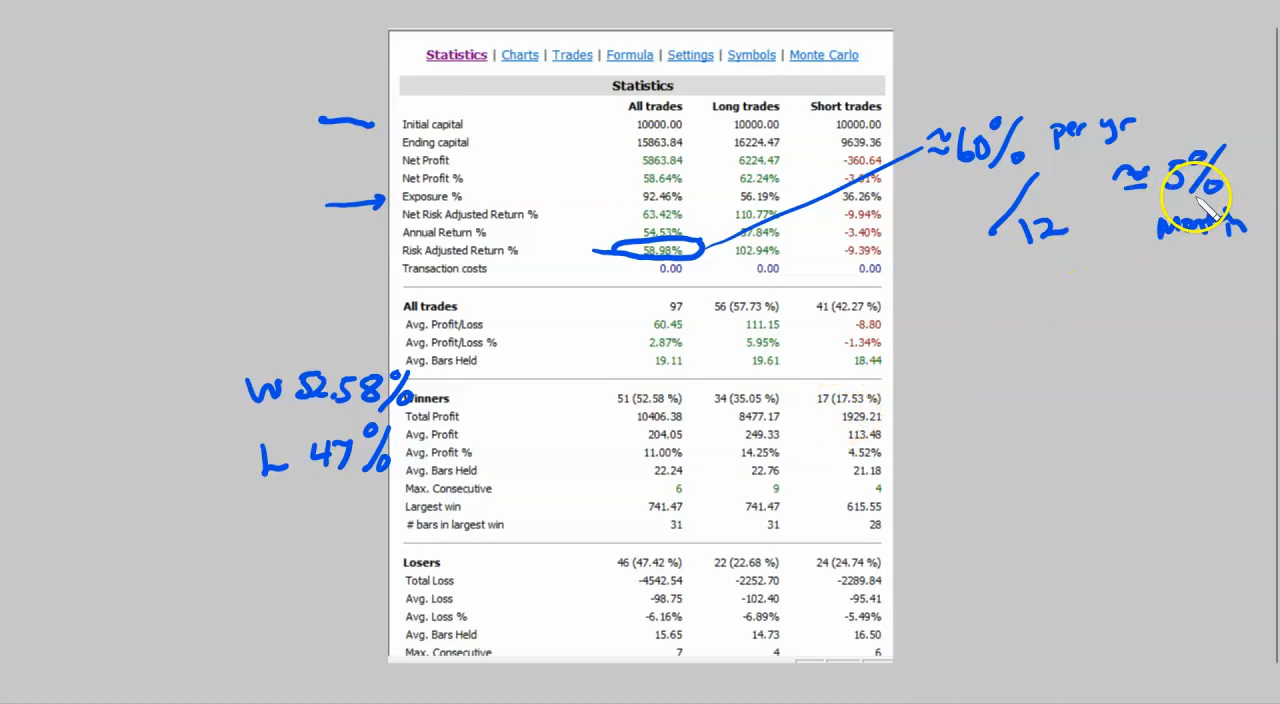 Statistics | Charts | Trades | Formula | Settings | Symbols | Monte Carlo
Statistics
All trades Long trades Short trades
Initial capital 10000.00 10000.00 10000.00
Ending capital 15863.84 16224.47 9639.36
Net Profit 5863.84 6224.47 -360.64
Net Profit % 58.64% 62.24%
Exposure % 92.46% 56.19% 36.26%
Net Risk Adjusted Return % 63.42% 110.77% -9.94%
Annual Return % 54.53% -3.40%
Risk Adjusted Return % 58.98% 102.94% -9.39%
Transaction costs 0.00 0.00 0.00
All trades 97 56 (57.73 %) 41 (42.27 %)
Avg. Profit/Loss 60.45 111.15 -8.80
Avg. Profit/Loss % 2.87% 5.95% -1.34%
Avg. Bars Held 19.11 19.61 18.44
Winners 51 (52.58 %) 34 (35.05 %) 17 (17.53 %)
Total Profit 10406.38 8477.17 1929.21
Avg. Profit 204.05 249.33 113.48
Avg. Profit % 11.00% 14.25% 4.52%
Avg. Bars Held 22.24 22.76 21.18
Max. Consecutive 6 9 4
Largest win 741.47 741.47 615.55
# bars in largest win 31 31 28
Losers 46 (47.42 %) 22 (22.68 %) 24 (24.74 %)
Total Loss -4542.54 -2252.70 -2289.84
Avg. Loss -98.75 -102.40 -95.41
Avg. Loss % -6.16% -6.89% -5.49%
Avg. Bars Held 15.65 14.73 16.50
Max. Consecutive 7 4 6
W 52.58%
L 47%
≈60% per yr
/12
≈ 5%
month